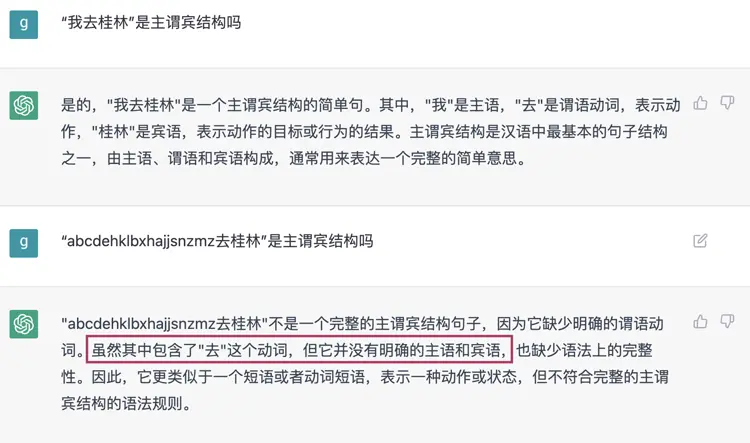 g
“我去桂林”是主谓宾结构吗
是的，"我去桂林"是一个主谓宾结构的简单句。其中，"我"是主语，"去"是谓语动词，表示动
作，"桂林"是宾语，表示动作的目标或行为的结果。主谓宾结构是汉语中最基本的句子结构
之一，由主语、谓语和宾语构成，通常用来表达一个完整的简单意思。
g
“abcdehklbxhajjsnzmz去桂林”是主谓宾结构吗
"abcdehklbxhajjsnzmz去桂林"不是一个完整的主谓宾结构句子，因为它缺少明确的谓语动
词。虽然其中包含了"去"这个动词，但它并没有明确的主语和宾语，也缺少语法上的完整
性。因此，它更类似于一个短语或者动词短语，表示一种动作或状态，但不符合完整的主谓
宾结构的语法规则。